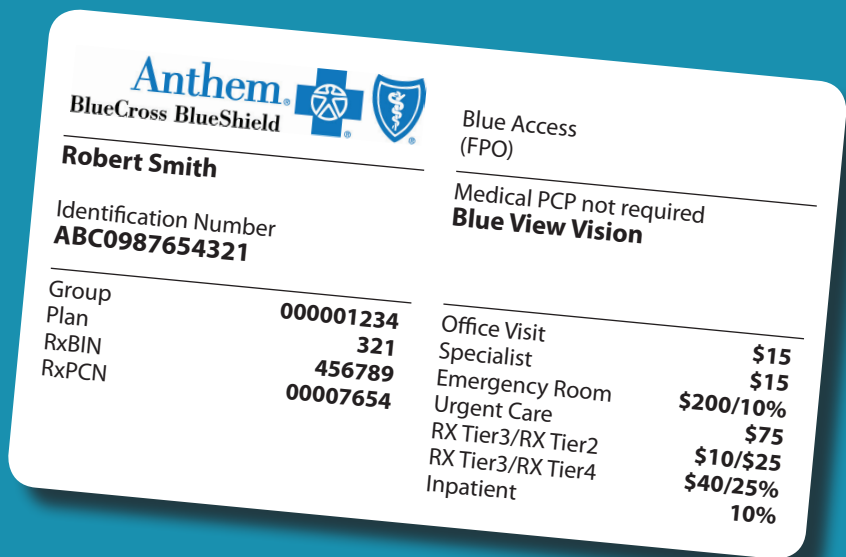 Anthem®
BlueCross BlueShield
Robert Smith
Identification Number
ABC0987654321
Group 000001234
Plan 321
RxBIN 456789
RxPCN 00007654
Blue Access
(FPO)
Medical PCP not required
Blue View Vision
Office Visit $15
Specialist $15
Emergency Room $200/10%
Urgent Care $75
RX Tier3/RX Tier2 $10/$25
RX Tier3/RX Tier4 $40/25%
Inpatient 10%